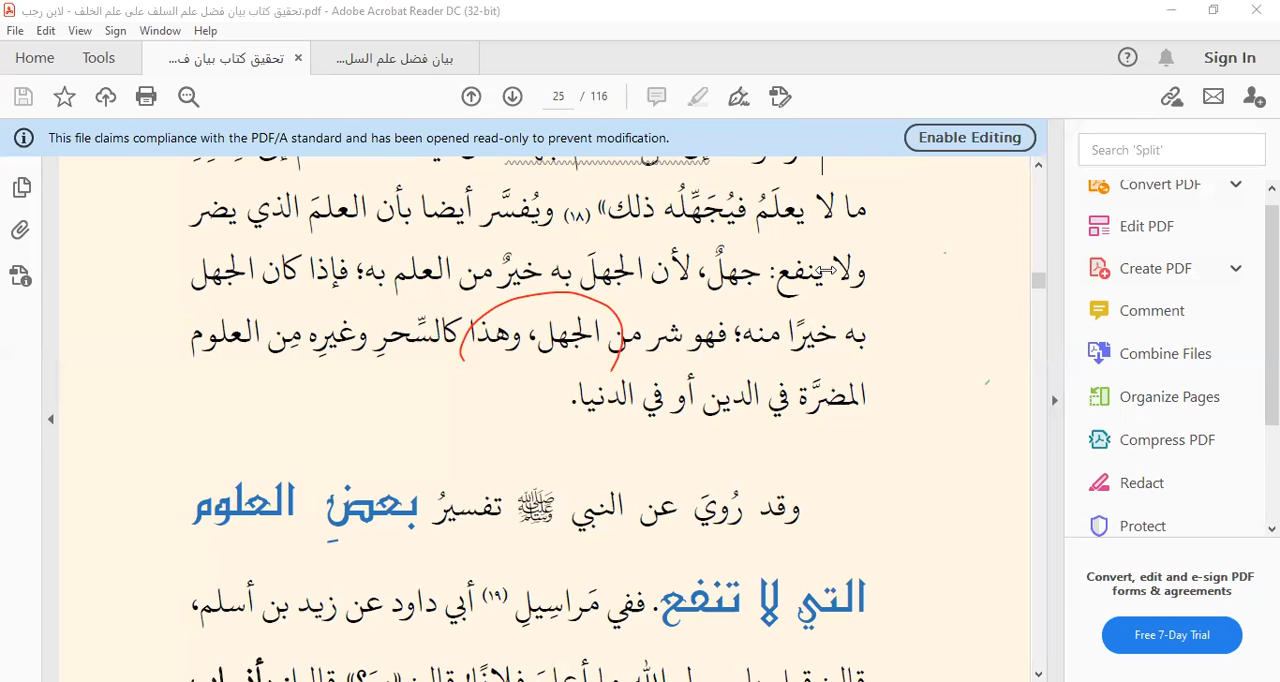 تحقيق كتاب بيان فضل علم السلف على علم الخلف - لابن رجب.pdf - Adobe Acrobat Reader DC (32-bit)
File Edit View Sign Window Help
Home Tools تحقيق كتاب بيان ف... × بيان فضل علم السل... Sign In
25 / 116
This file claims compliance with the PDF/A standard and has been opened read-only to prevent modification. Enable Editing
ما لا يعلَمُ فيُجَهِّلُه ذلك» (١٨) ويُفسَّر أيضا بأن العلمَ الذي يضر
ولا ينفع: جهلٌ، لأن الجهلَ به خيرٌ من العلم به؛ فإذا كان الجهل
به خيرًا منه؛ فهو شر من الجهل، وهذا كالسِّحرِ وغيرِه مِن العلوم
المضرَّة في الدين أو في الدنيا.
وقد رُويَ عن النبي ﷺ تفسيرُ بعضِ العلوم
التي لا تنفع. ففي مَراسِيلِ (١٩) أبي داود عن زيد بن أسلم،
Search 'Split'
Convert PDF
Edit PDF
Create PDF
Comment
Combine Files
Organize Pages
Compress PDF
Redact
Protect
Convert, edit and e-sign PDF
forms & agreements
Free 7-Day Trial